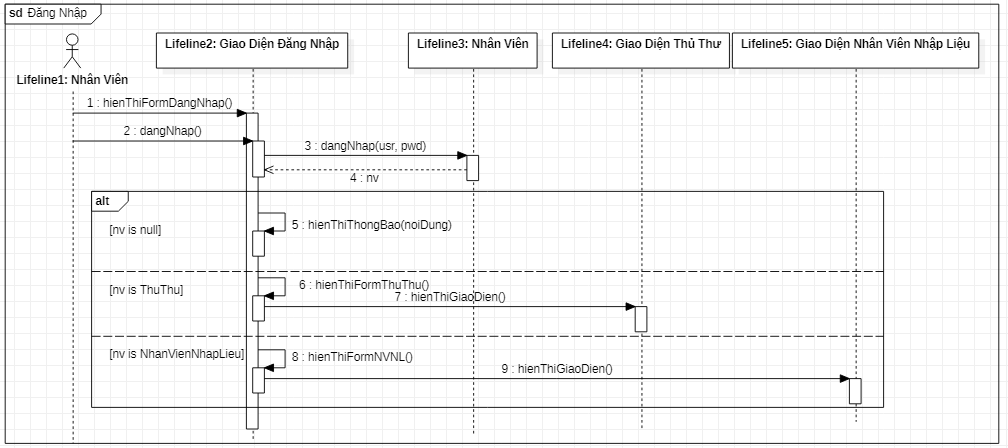 sd Đăng Nhập
Lifeline1: Nhân Viên
Lifeline2: Giao Diện Đăng Nhập
Lifeline3: Nhân Viên
Lifeline4: Giao Diện Thủ Thư
Lifeline5: Giao Diện Nhân Viên Nhập Liệu
1 : hienThiFormDangNhap()
2 : dangNhap()
3 : dangNhap(usr, pwd)
4 : nv
alt
[nv is null]
5 : hienThiThongBao(noiDung)
[nv is ThuThu]
6 : hienThiFormThuThu()
7 : hienThiGiaoDien()
[nv is NhanVienNhapLieu]
8 : hienThiFormNVNL()
9 : hienThiGiaoDien()